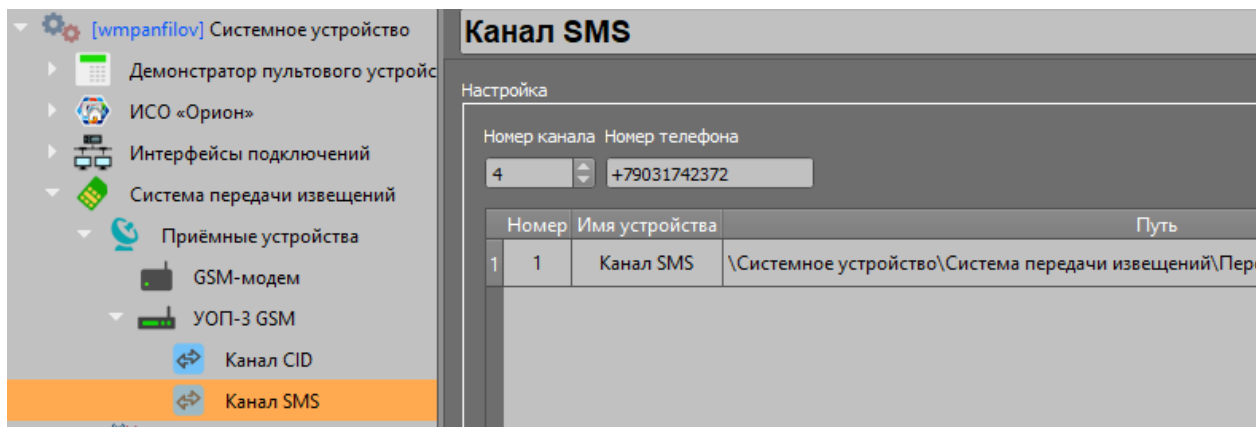 [wmpanfilov] Системное устройство
Демонстратор пультового устройс
ИСО «Орион»
Интерфейсы подключений
Система передачи извещений
Приёмные устройства
GSM-модем
УОП-3 GSM
Канал CID
Канал SMS
Канал SMS
Настройка
Номер канала Номер телефона
4 +79031742372
Номер Имя устройства Путь
1 1 Канал SMS \Системное устройство\Система передачи извещений\Пер